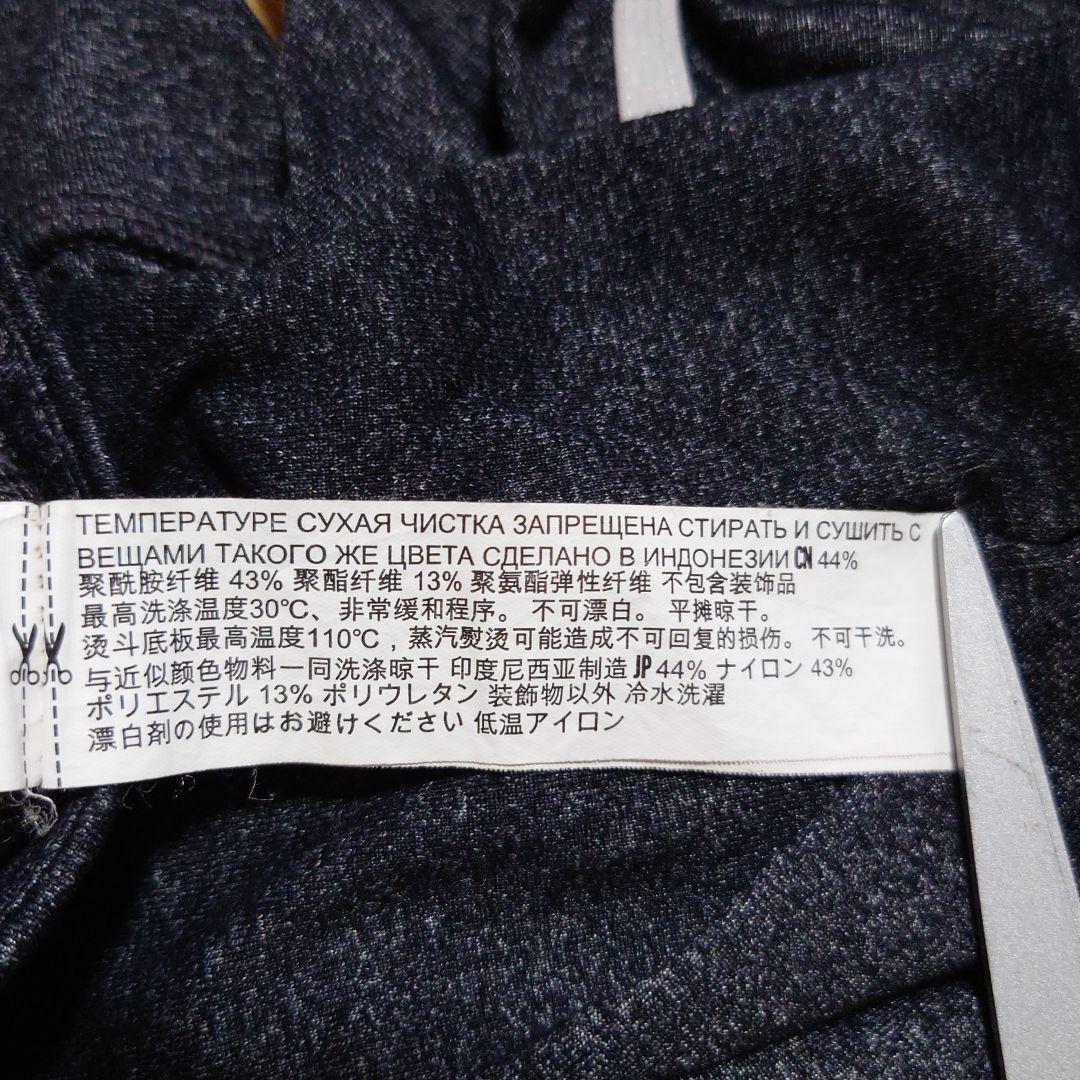 ТЕМПЕРАТУРЕ СУХАЯ ЧИСТКА ЗАПРЕЩЕНА СТИРАТЬ И СУШИТЬ С
ВЕЩАМИ ТАКОГО ЖЕ ЦВЕТА СДЕЛАНО В ИНДОНЕЗИИ CN 44%
聚酰胺纤维 43% 聚酯纤维 13% 聚氨酯弹性纤维 不包含装饰品
最高洗涤温度30℃、非常缓和程序。 不可漂白。 平摊晾干。
烫斗底板最高温度110℃，蒸汽熨烫可能造成不可回复的损伤。不可干洗。
与近似颜色物料一同洗涤晾干 印度尼西亚制造 JP 44% ナイロン 43%
ポリエステル 13% ポリウレタン 装飾物以外 冷水洗濯
漂白剤の使用はお避けください 低温アイロン